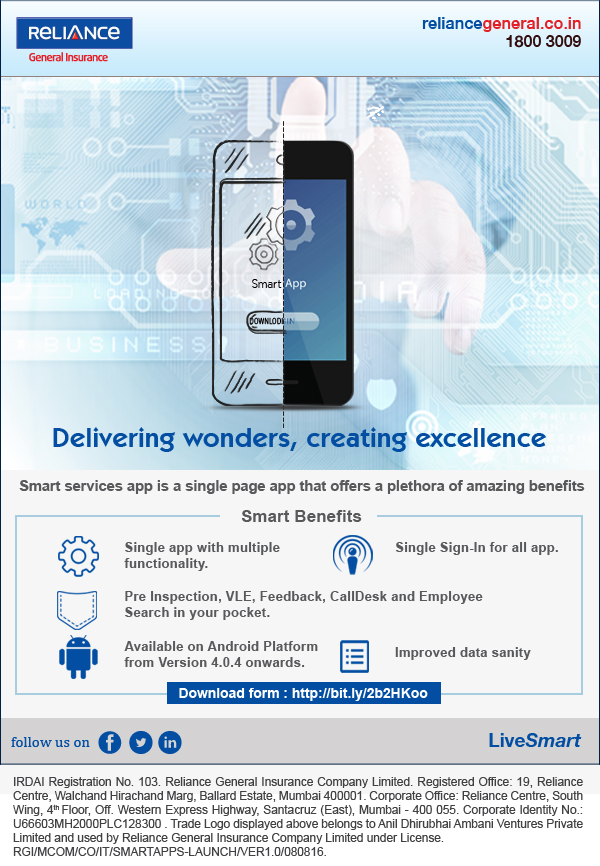 RELIANCE
General Insurance
reliancegeneral.co.in
1800 3009
WORLD
Smart App
BUSINESS
Delivering wonders, creating excellence
Smart services app is a single page app that offers a plethora of amazing benefits
Smart Benefits
Single app with multiple
functionality.
Single Sign-In for all app.
Pre Inspection, VLE, Feedback, CallDesk and Employee
Search in your pocket.
Available on Android Platform
from Version 4.0.4 onwards.
Improved data sanity
Download form : http://bit.ly/2b2HKoo
follow us on
LiveSmart
IRDAI Registration No. 103. Reliance General Insurance Company Limited. Registered Office: 19, Reliance
Centre, Walchand Hirachand Marg, Ballard Estate, Mumbai 400001. Corporate Office: Reliance Centre, South
Wing, 4th Floor, Off. Western Express Highway, Santacruz (East), Mumbai - 400 055. Corporate Identity No.:
U66603MH2000PLC128300 . Trade Logo displayed above belongs to Anil Dhirubhai Ambani Ventures Private
Limited and used by Reliance General Insurance Company Limited under License.
RGI/MCOM/CO/IT/SMARTAPPS-LAUNCH/VER1.0/080816.